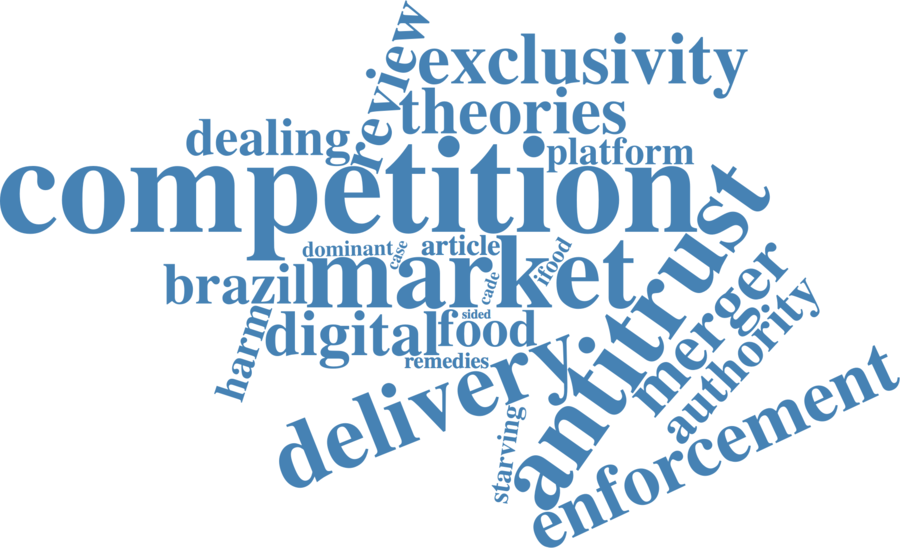 review
exclusivity
theories
dealing
platform
competition
dominant
case
article
ifood
brazil
market
cade
antitrust
harm
digital
sided
food
merger
remedies
authority
delivery.
starving
enforcement